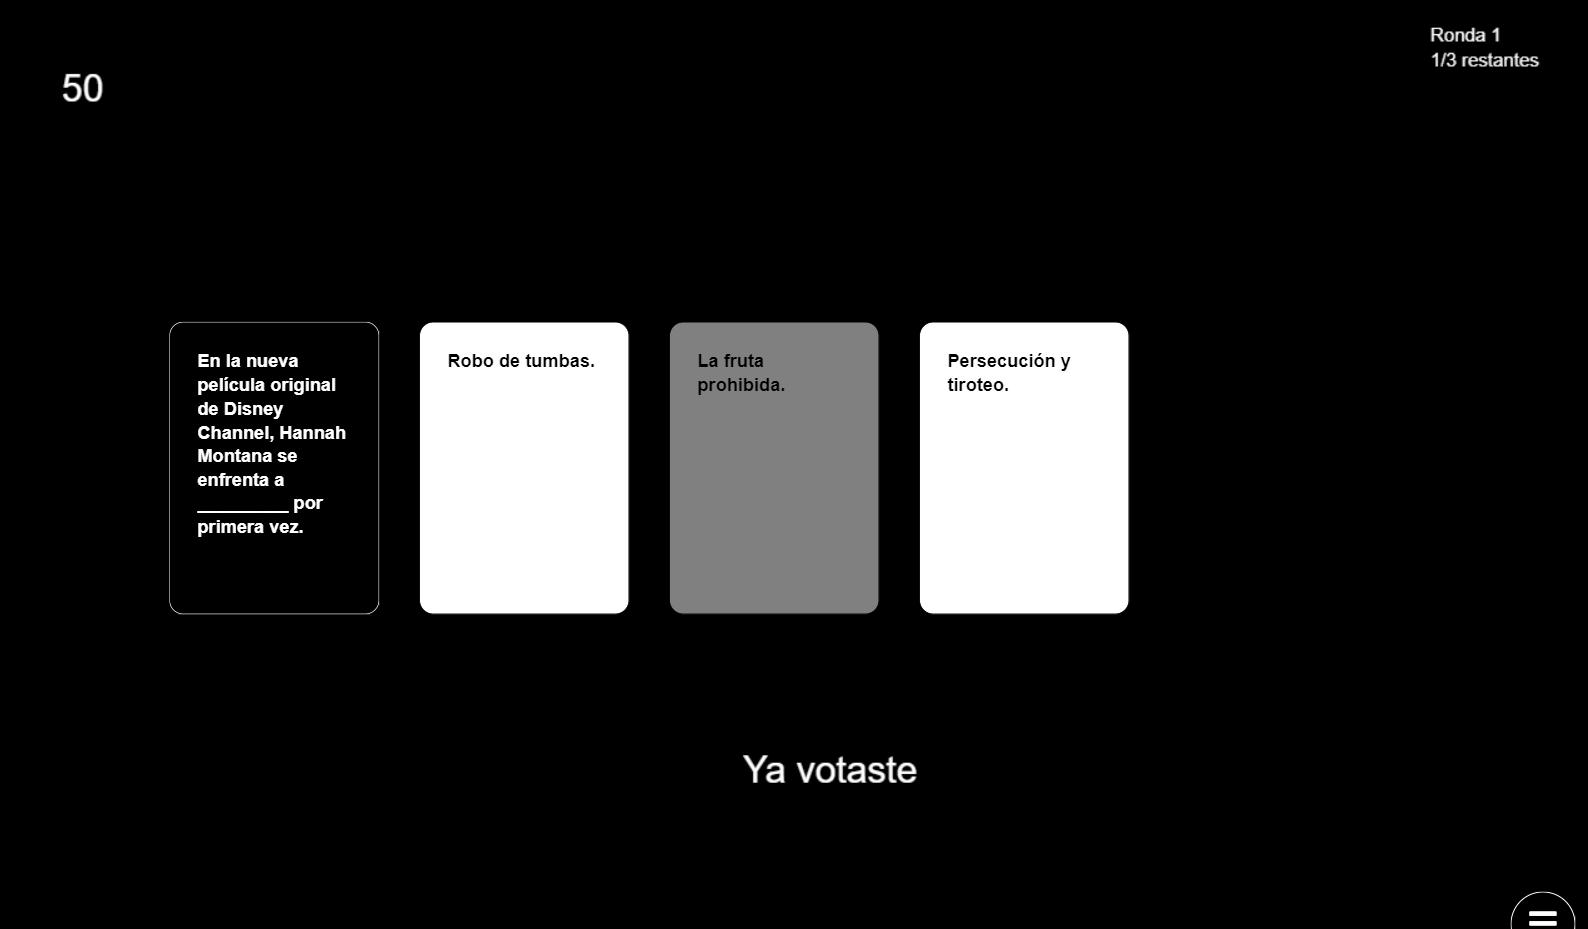 Ronda 1
1/3 restantes
50
En la nueva
película original
de Disney
Channel, Hannah
Montana se
enfrenta a
_________ por
primera vez.
Robo de tumbas.
La fruta
prohibida.
Persecución y
tiroteo.
Ya votaste